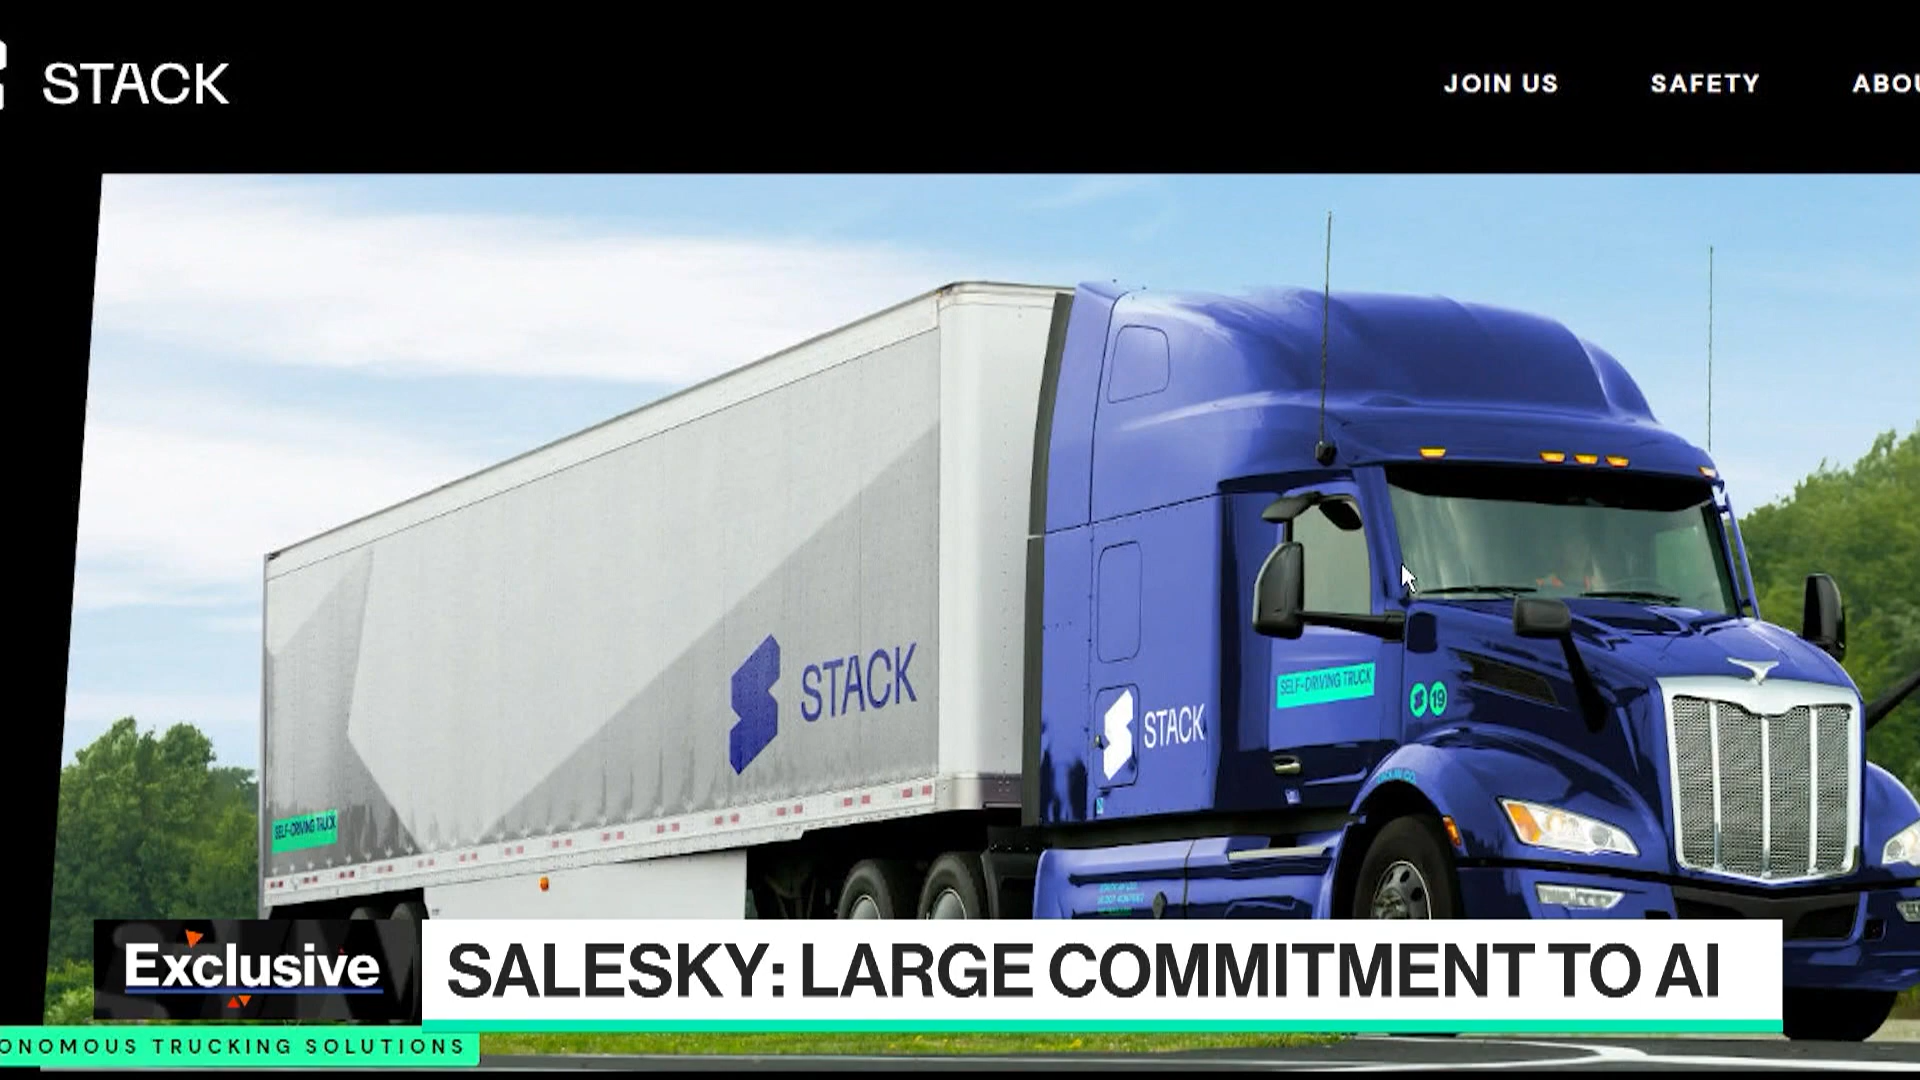 STACK
JOIN US
SAFETY
ABOU
STACK
SELF-DRIVING TRUCK
19
STACK
SELF-DRIVING TRUCK
Exclusive
SALESKY: LARGE COMMITMENT TO AI
ONOMOUS TRUCKING SOLUTIONS